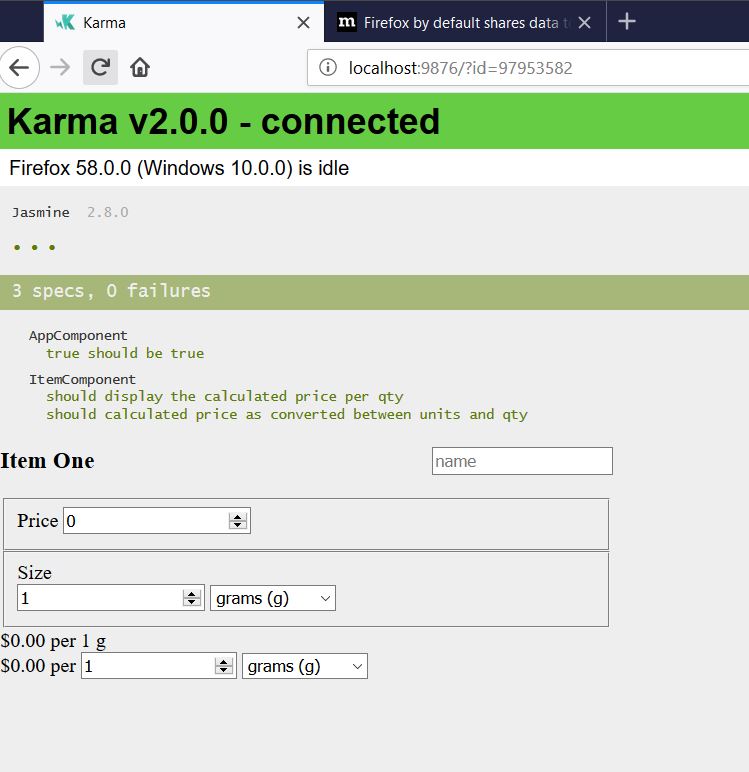 Karma
Firefox by default shares data t
localhost:9876/?id=97953582
Karma v2.0.0 - connected
Firefox 58.0.0 (Windows 10.0.0) is idle
Jasmine 2.8.0
• • •
3 specs, 0 failures
AppComponent
true should be true
ItemComponent
should display the calculated price per qty
should calculated price as converted between units and qty
Item One name
Price 0
Size
1 grams (g)
$0.00 per 1 g
$0.00 per 1 grams (g)